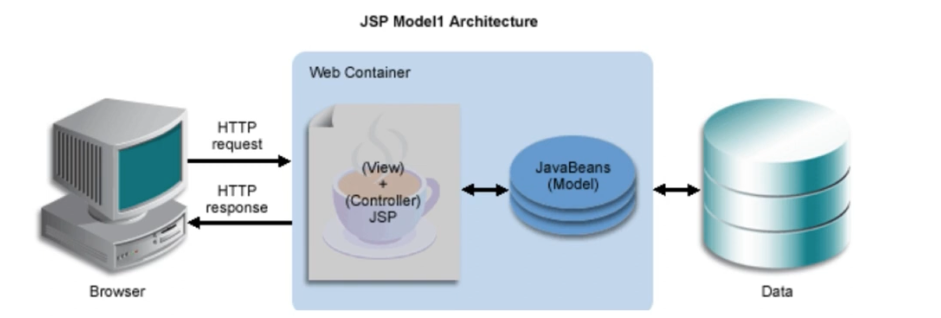 JSP Model1 Architecture
Web Container
HTTP
request
HTTP
response
(View)
+
(Controller)
JSP
JavaBeans
(Model)
Browser
Data